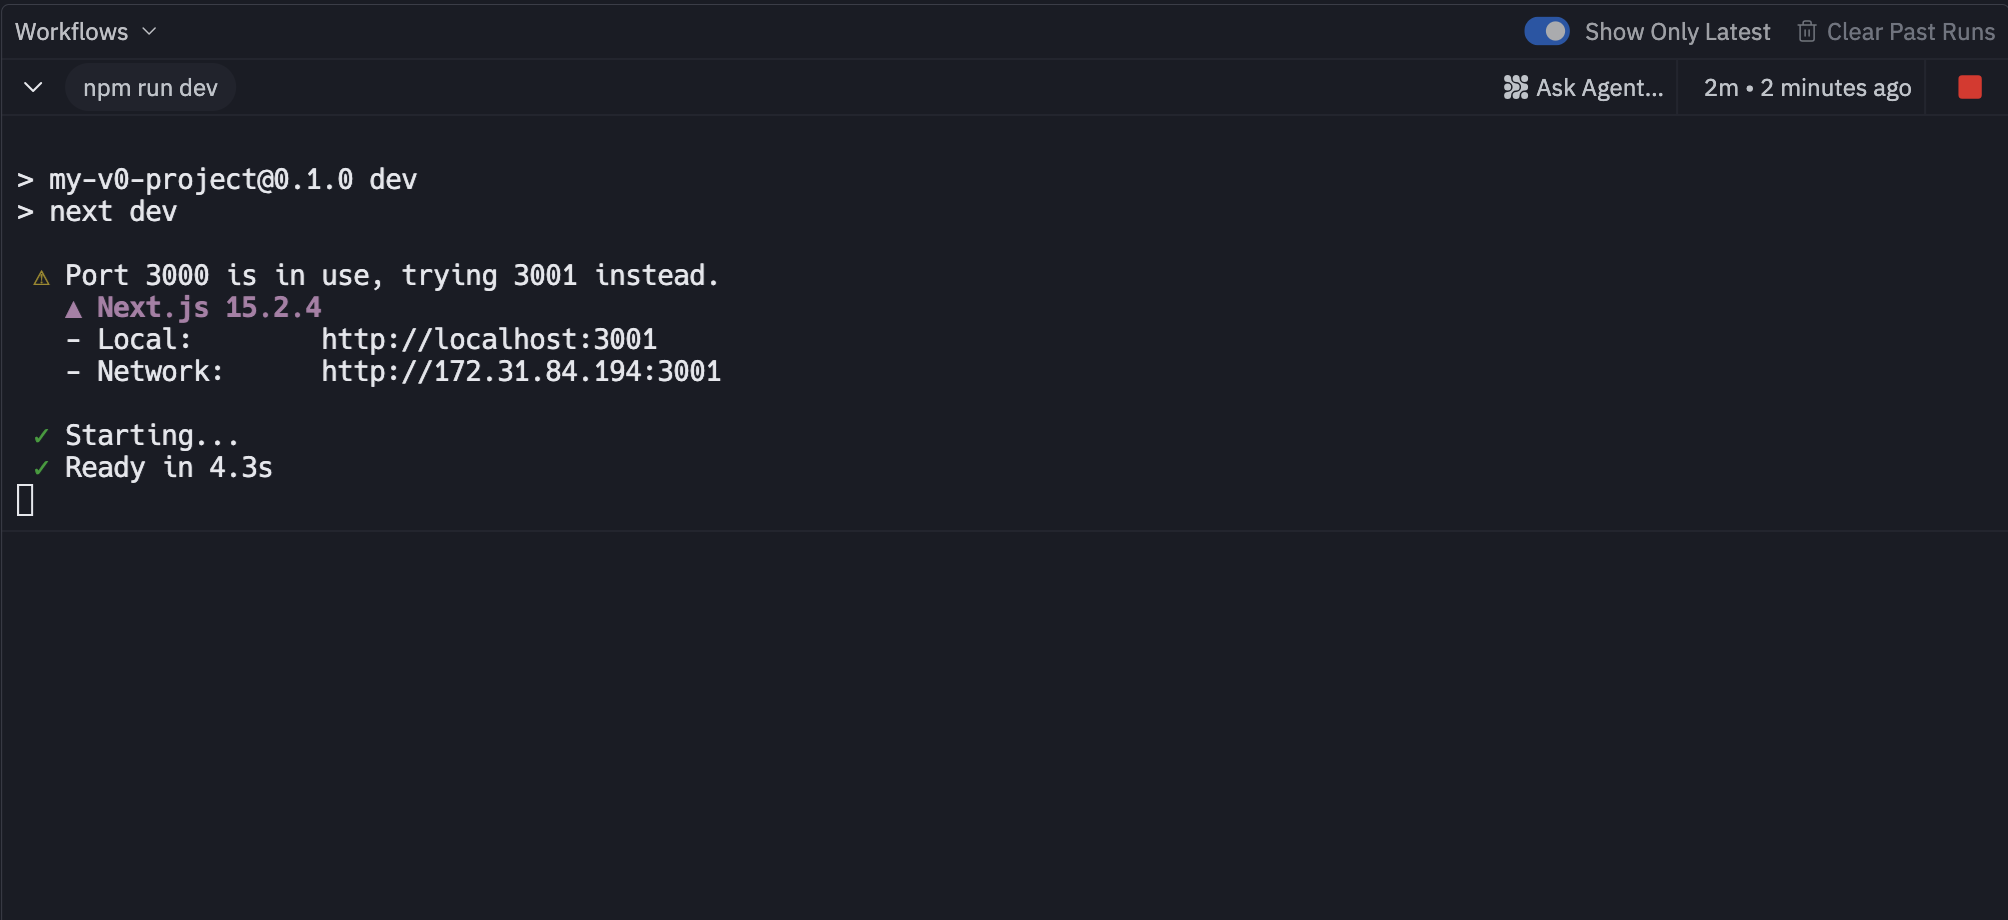 Workflows
Show Only Latest
Clear Past Runs
npm run dev
Ask Agent...
2m • 2 minutes ago
> my-v0-project@0.1.0 dev
> next dev
⚠ Port 3000 is in use, trying 3001 instead.
▲ Next.js 15.2.4
- Local: http://localhost:3001
- Network: http://172.31.84.194:3001
✓ Starting...
✓ Ready in 4.3s